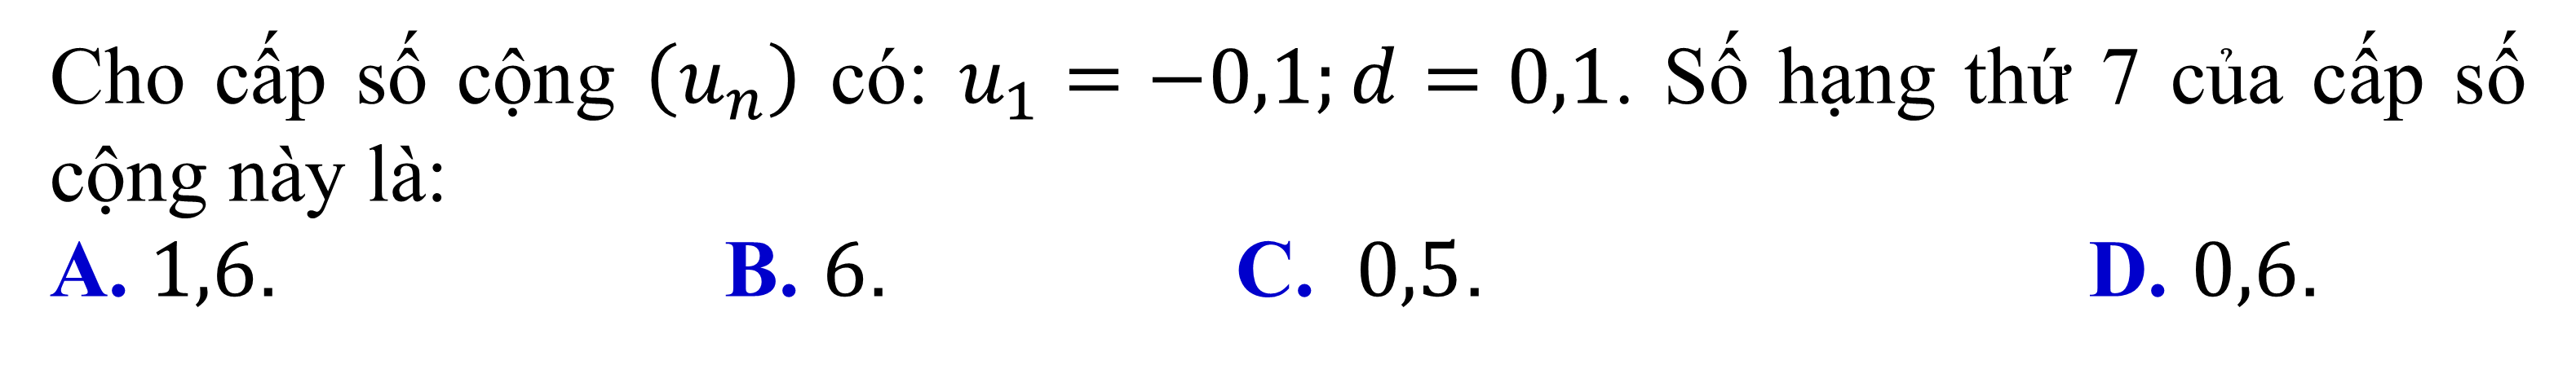 Cho cấp số cộng (uₙ) có: u₁ = −0,1; d = 0,1. Số hạng thứ 7 của cấp số
cộng này là:
A. 1,6. B. 6. C. 0,5. D. 0,6.